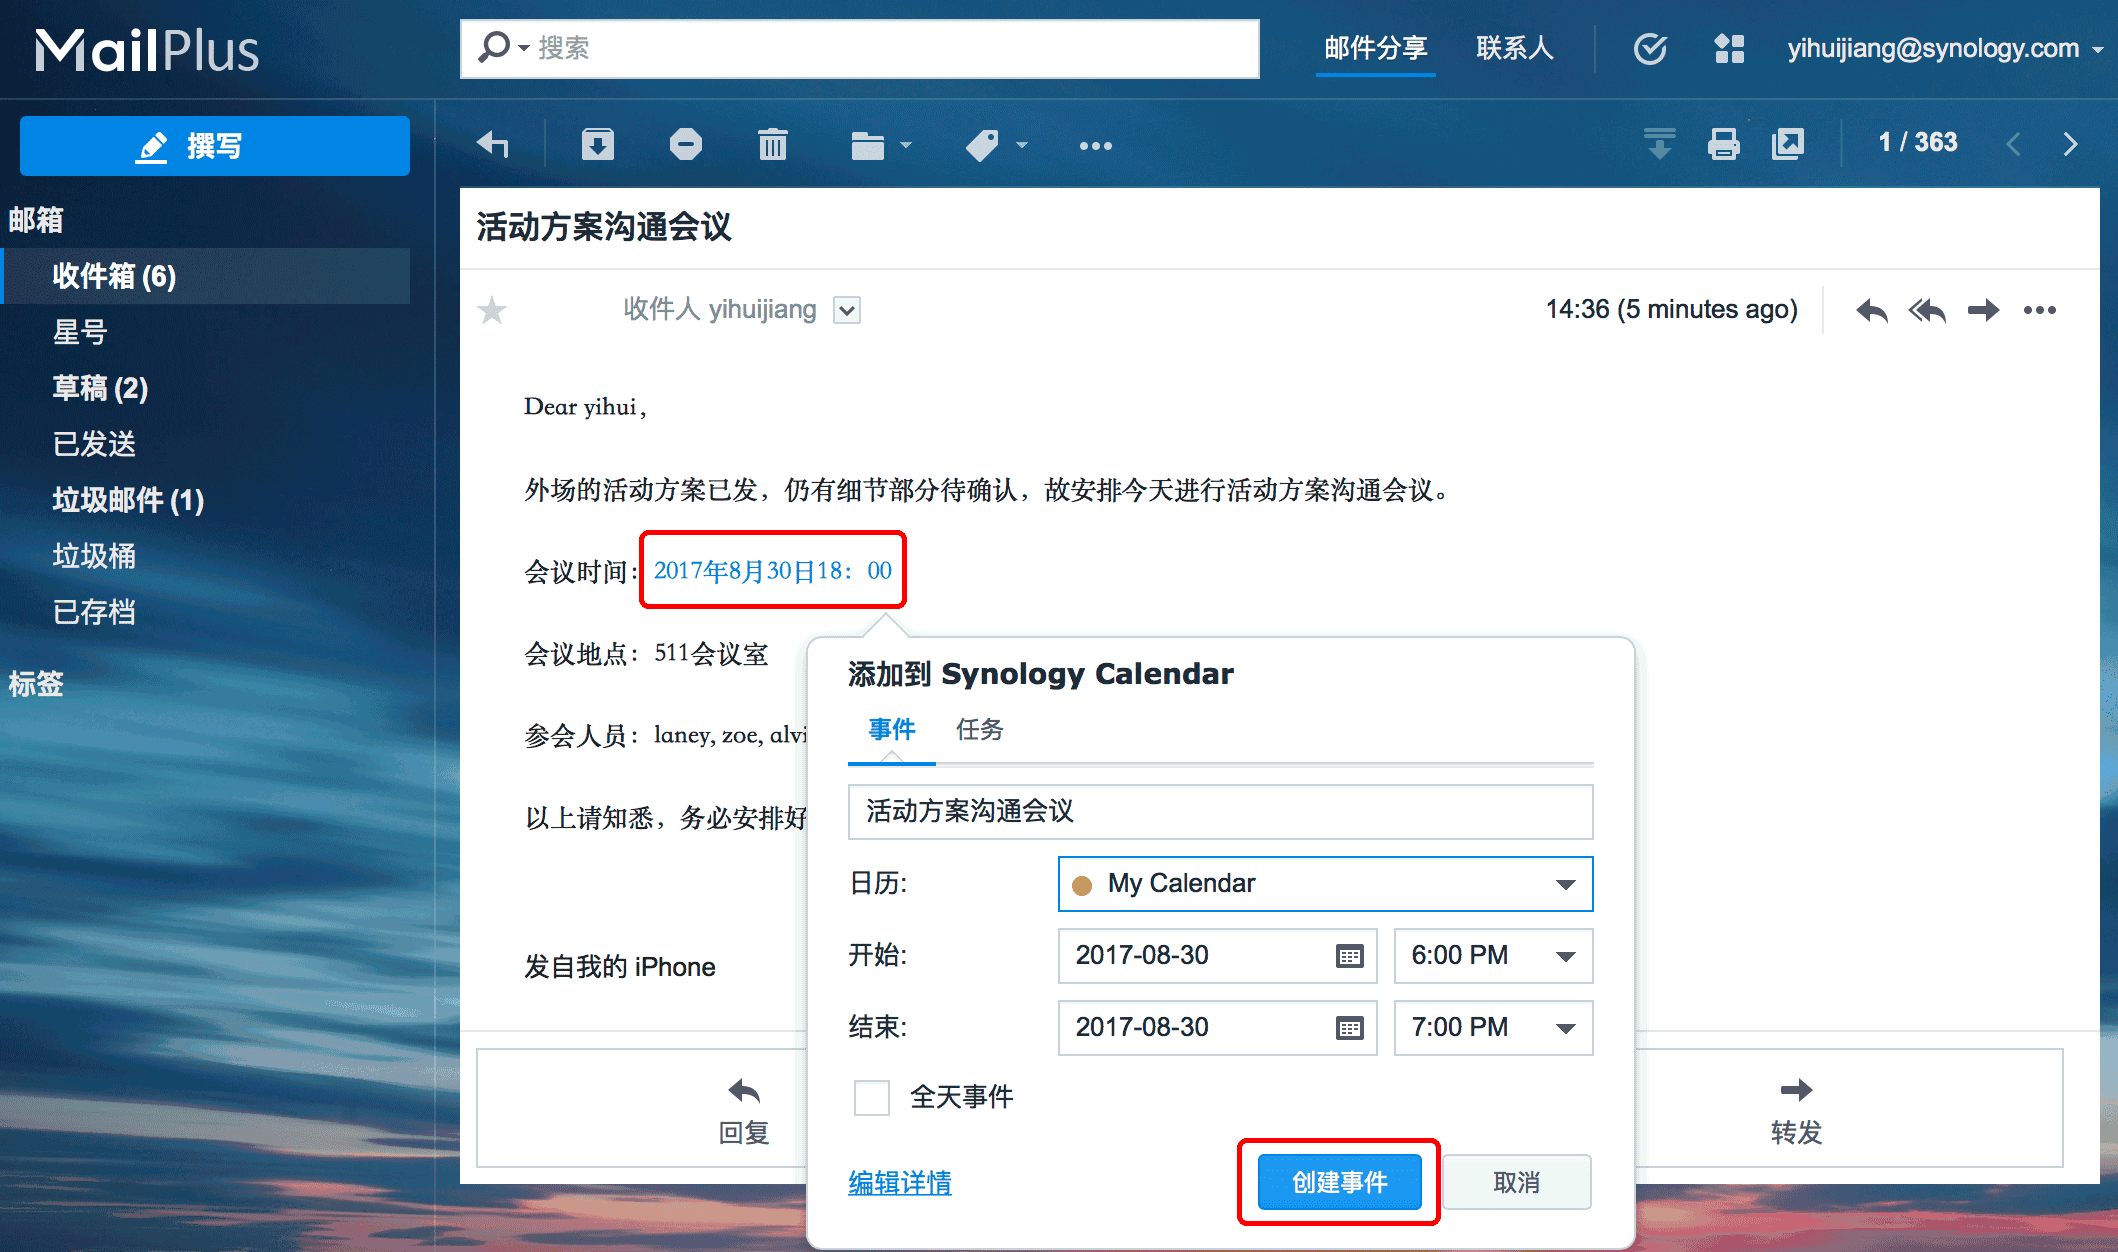 MailPlus
搜索
邮件分享
联系人
yihuijiang@synology.com
撰写
1 / 363
邮箱
收件箱 (6)
星号
草稿 (2)
已发送
垃圾邮件 (1)
垃圾桶
已存档
标签
活动方案沟通会议
收件人 yihuijiang
14:36 (5 minutes ago)
Dear yihui，
外场的活动方案已发，仍有细节部分待确认，故安排今天进行活动方案沟通会议。
会议时间：2017年8月30日18：00
会议地点：511会议室
参会人员：laney, zoe, alvi
以上请知悉，务必安排好
发自我的 iPhone
回复
转发
添加到 Synology Calendar
事件
任务
活动方案沟通会议
日历:
My Calendar
开始:
2017-08-30
6:00 PM
结束:
2017-08-30
7:00 PM
全天事件
编辑详情
创建事件
取消